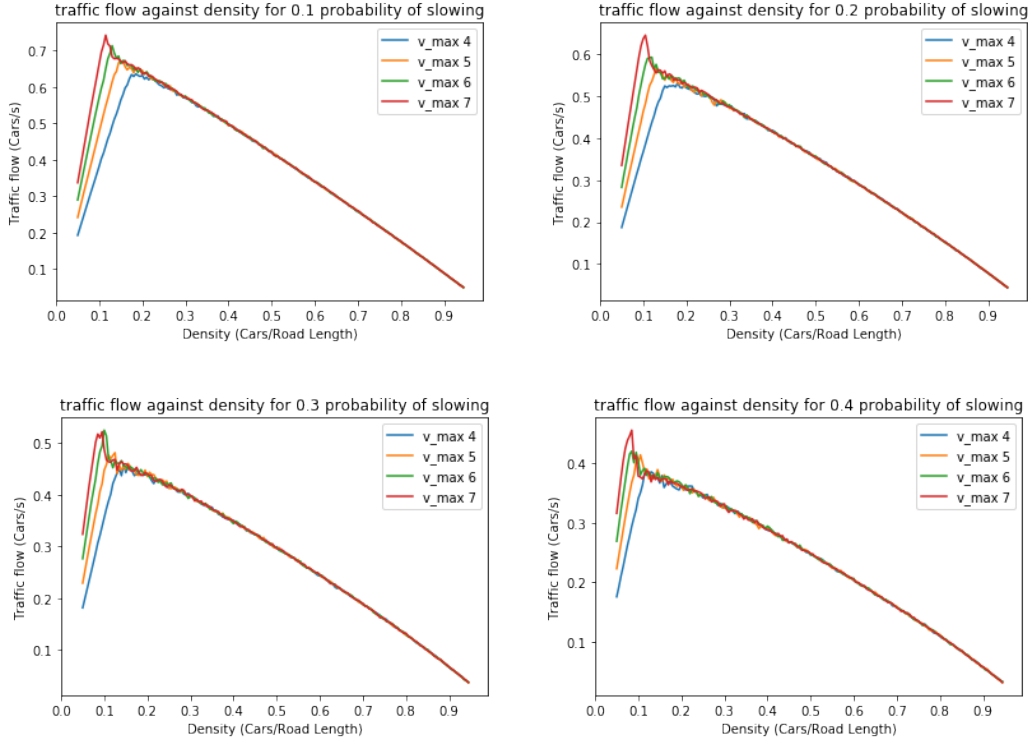 traffic flow against density for 0.1 probability of slowing
Traffic flow (Cars/s)
0.7
0.6
0.5
0.4
0.3
0.2
0.1
v_max 4
v_max 5
v_max 6
v_max 7
0.0 0.1 0.2 0.3 0.4 0.5 0.6 0.7 0.8 0.9
Density (Cars/Road Length)
traffic flow against density for 0.2 probability of slowing
Traffic flow (Cars/s)
0.6
0.5
0.4
0.3
0.2
0.1
v_max 4
v_max 5
v_max 6
v_max 7
0.0 0.1 0.2 0.3 0.4 0.5 0.6 0.7 0.8 0.9
Density (Cars/Road Length)
traffic flow against density for 0.3 probability of slowing
Traffic flow (Cars/s)
0.5
0.4
0.3
0.2
0.1
v_max 4
v_max 5
v_max 6
v_max 7
0.0 0.1 0.2 0.3 0.4 0.5 0.6 0.7 0.8 0.9
Density (Cars/Road Length)
traffic flow against density for 0.4 probability of slowing
Traffic flow (Cars/s)
0.4
0.3
0.2
0.1
v_max 4
v_max 5
v_max 6
v_max 7
0.0 0.1 0.2 0.3 0.4 0.5 0.6 0.7 0.8 0.9
Density (Cars/Road Length)